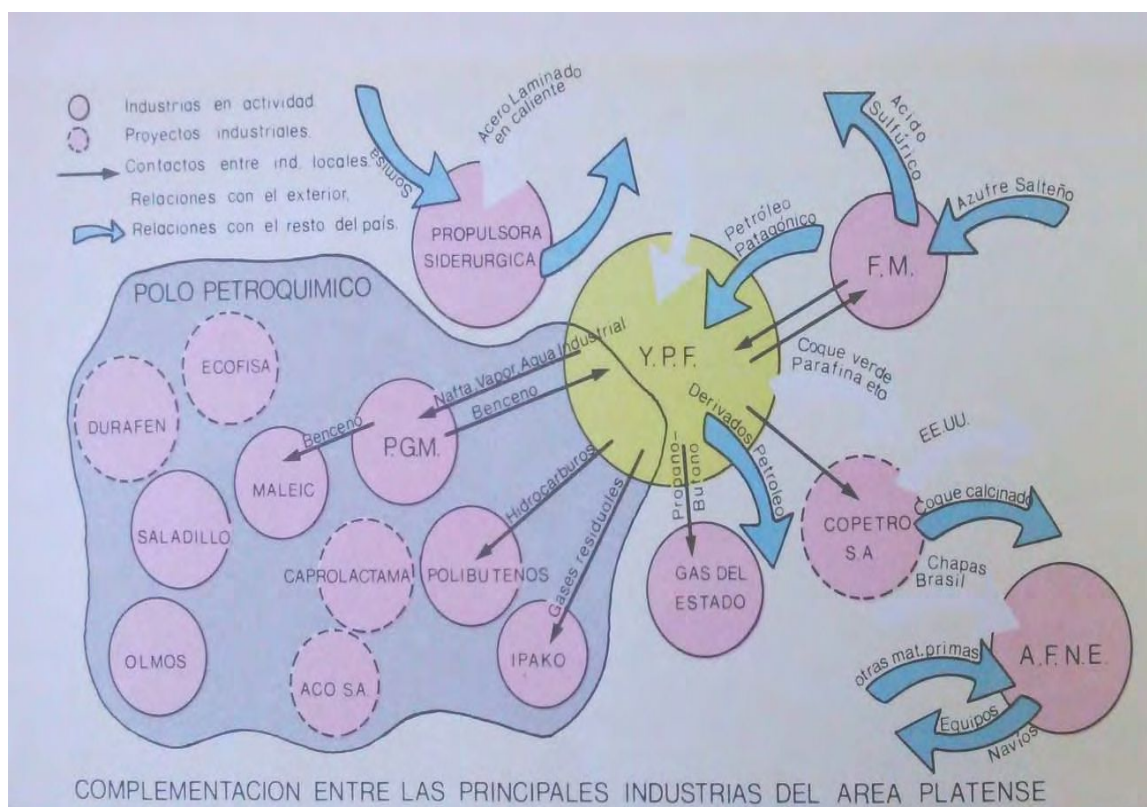 Industrias en actividad.
Proyectos industriales.
Contactos entre ind. locales.
Relaciones con el exterior,
Relaciones con el resto del país.
Somisa
Acero Laminado
en caliente
PROPULSORA
SIDERURGICA
Acido
Sulfúrico
Azufre Salteño
F.M.
Petróleo
Patagónico
Y.P.F.
Coque verde
Parafina eto
POLO PETROQUIMICO
ECOFISA
DURAFEN
Nafta,Vapor,Aqua Industrial
Benceno
Benceno
P.G.M.
MALEIC
SALADILLO
Hidrocarburos
CAPROLACTAMA
POLIBUTENOS
Gases residuales
OLMOS
ACO S.A.
IPAKO
Propano-
Butano
GAS DEL
ESTADO
Derivados Petroleo
EE.UU.
COPETRO
S.A
Coque calcinado
Chapas
Brasil
otras mat.primas
A.F.N.E.
Equipos
Navíos
COMPLEMENTACION ENTRE LAS PRINCIPALES INDUSTRIAS DEL AREA PLATENSE